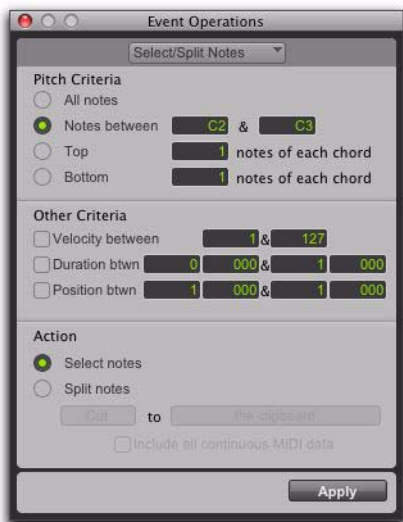 Event Operations
Select/Split Notes
Pitch Criteria
All notes
Notes between C2 & C3
Top 1 notes of each chord
Bottom 1 notes of each chord
Other Criteria
Velocity between 1 & 127
Duration btwn 0 000 & 1 000
Position btwn 1 000 & 1 000
Action
Select notes
Split notes
Cut to the clipboard
Include all continuous MIDI data
Apply